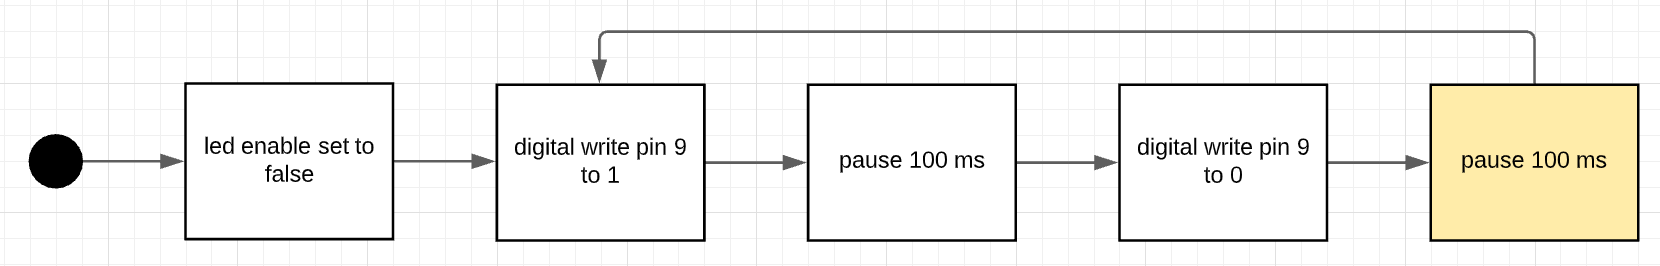 led enable set to
false
digital write pin 9
to 1
pause 100 ms
digital write pin 9
to 0
pause 100 ms